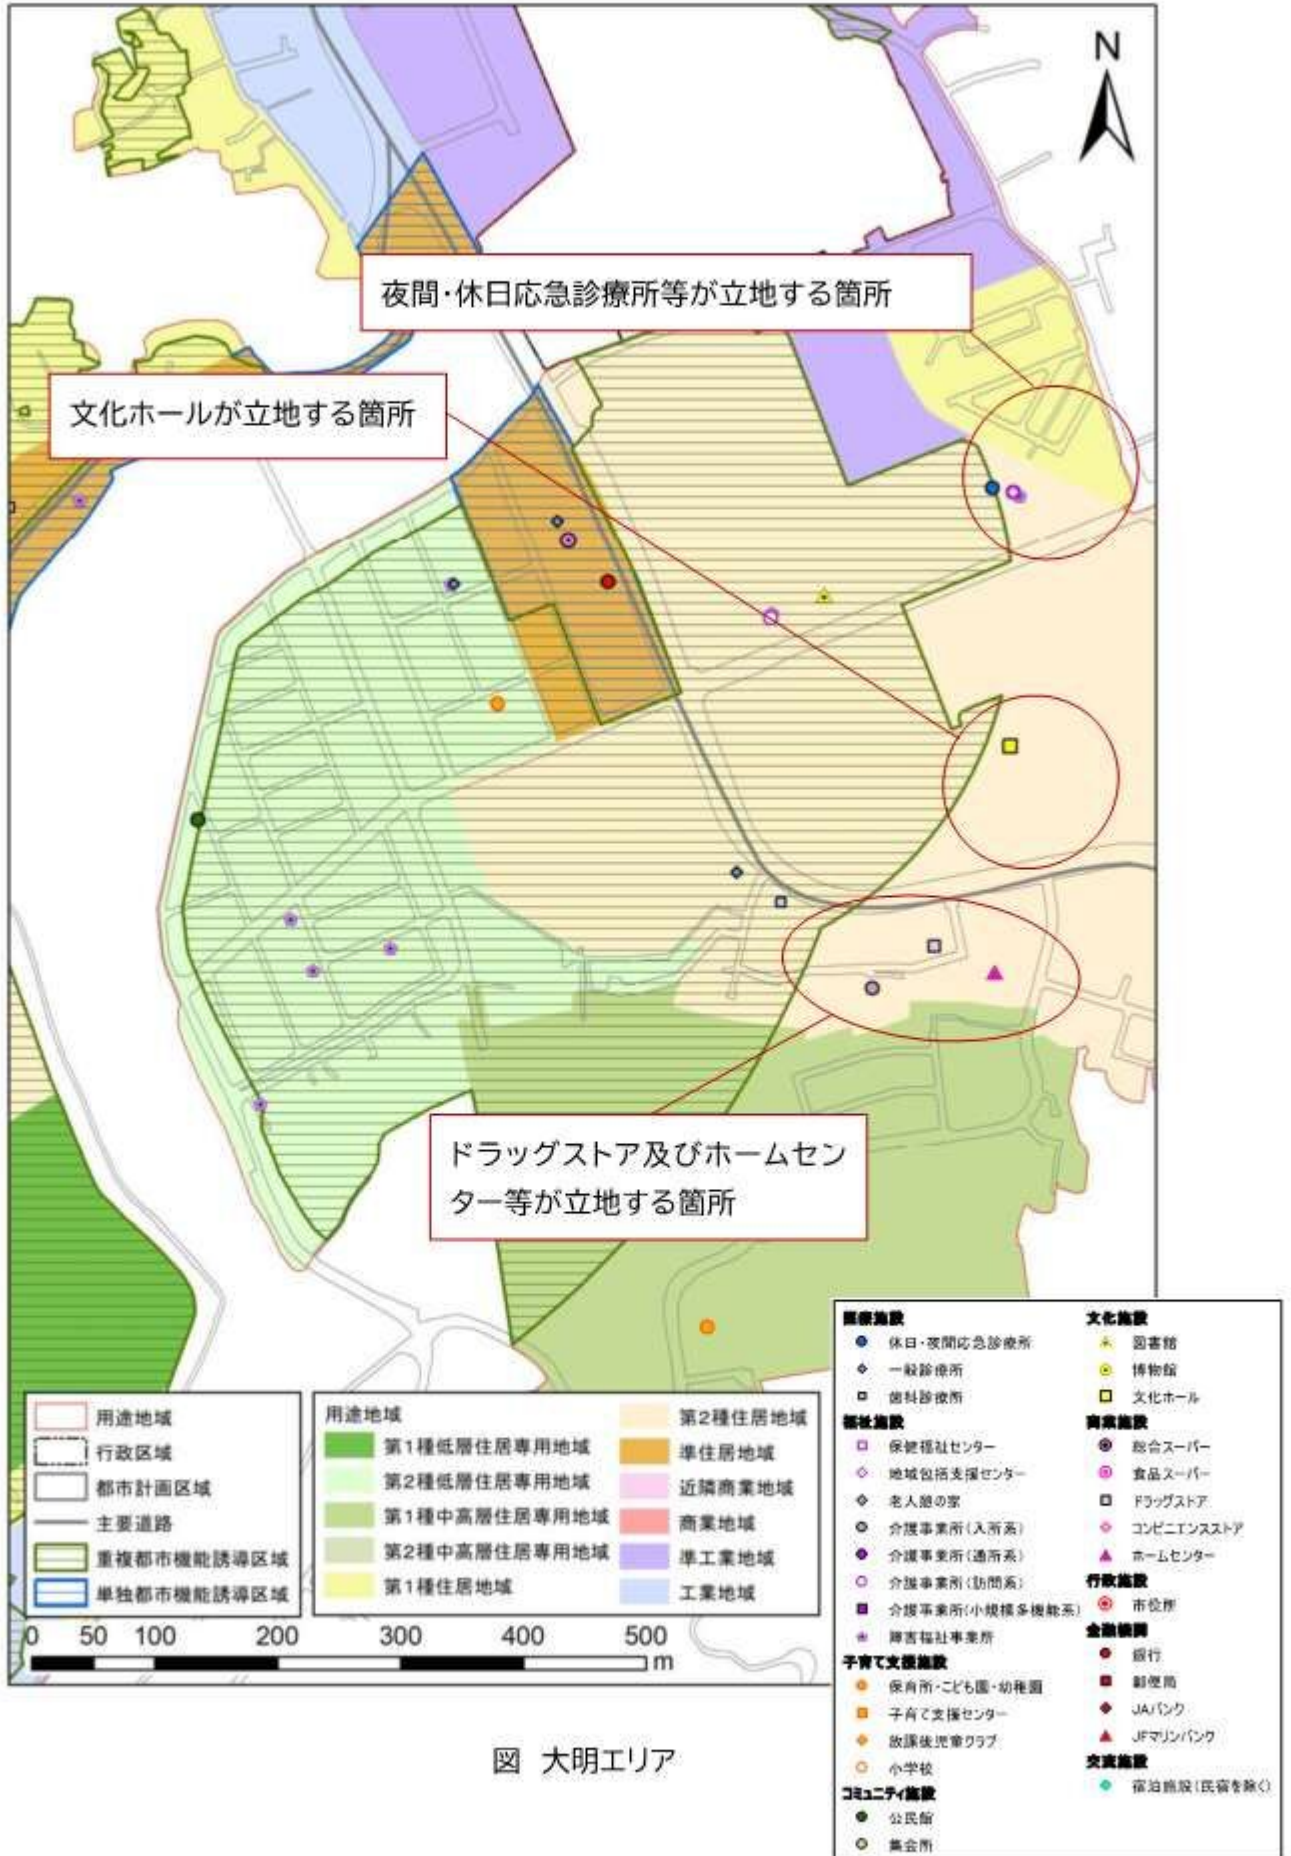 N
夜間・休日応急診療所等が立地する箇所
文化ホールが立地する箇所
ドラッグストア及びホームセン
ター等が立地する箇所
用途地域
行政区域
都市計画区域
主要道路
重複都市機能誘導区域
単独都市機能誘導区域
用途地域
第1種低層住居専用地域
第2種低層住居専用地域
第1種中高層住居専用地域
第2種中高層住居専用地域
第1種住居地域
第2種住居地域
準住居地域
近隣商業地域
商業地域
準工業地域
工業地域
0 50 100 200 300 400 500 m
医療施設
休日・夜間応急診療所
一般診療所
歯科診療所
福祉施設
保健福祉センター
地域包括支援センター
老人憩の家
介護事業所(入所系)
介護事業所(通所系)
介護事業所(訪問系)
介護事業所(小規模多機能系)
障害福祉事業所
子育て支援施設
保育所・こども園・幼稚園
子育て支援センター
放課後児童クラブ
小学校
コミュニティ施設
公民館
集会所
文化施設
図書館
博物館
文化ホール
商業施設
総合スーパー
食品スーパー
ドラッグストア
コンビニエンスストア
ホームセンター
行政施設
市役所
金融機関
銀行
郵便局
JAバンク
JFマリンバンク
交流施設
宿泊施設(民宿を除く)
図 大明エリア